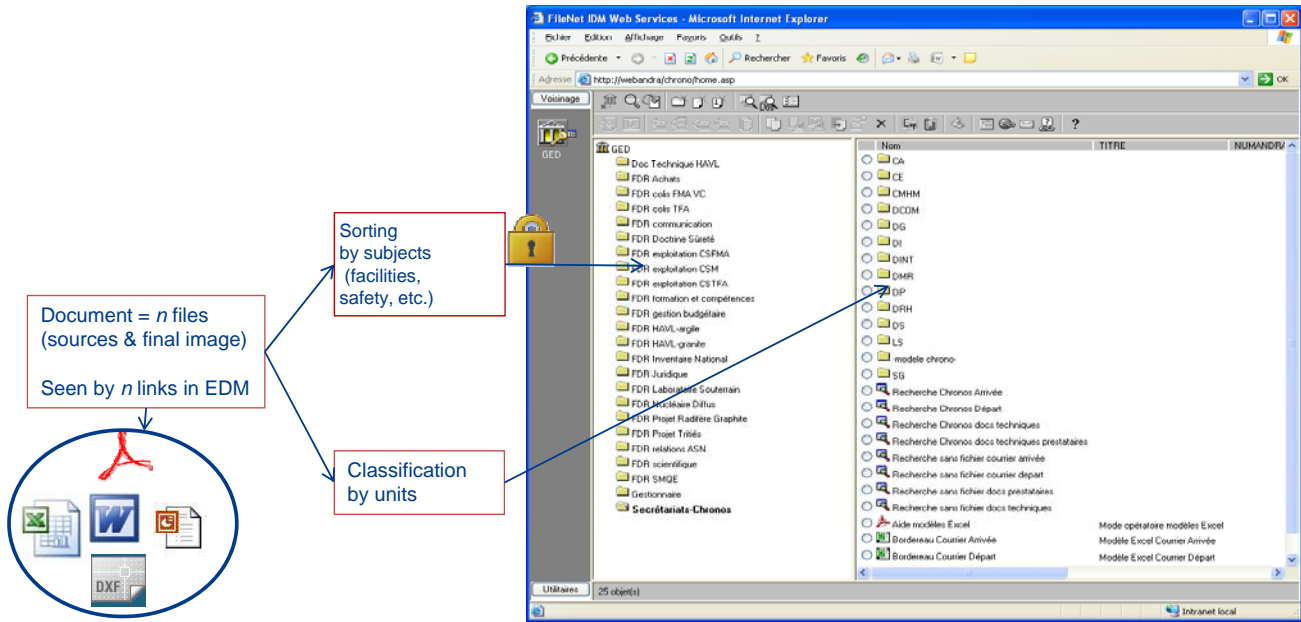 Document = n files
(sources & final image)
Seen by n links in EDM
DXF
Sorting
by subjects
(facilities,
safety, etc.)
Classification
by units
FileNet IDM Web Services - Microsoft Internet Explorer
Fichier Edition Affichage Favoris Outils ?
Précédente Rechercher Favoris
Adresse http://webandra/chrono/home.asp OK
Voisinage
GED
GED
Doc Technique HAVL
FDR Achats
FDR colis FMA VC
FDR colis TFA
FDR communication
FDR Doctrine Sûreté
FDR exploitation CSFMA
FDR exploitation CSM
FDR exploitation CSTFA
FDR formation et compétences
FDR gestion budgétaire
FDR HAVL-argile
FDR HAVL-granite
FDR Inventaire National
FDR Juridique
FDR Laboratoire Souterrain
FDR Nucléaire Diffus
FDR Projet Radifère Graphite
FDR Projet Tritiés
FDR relations ASN
FDR scientifique
FDR SMQE
Gestionnaire
Secrétariats-Chronos
Nom TITRE NUMANDRA
CA
CE
CMHM
DCOM
DG
DI
DINT
DMR
DP
DRH
DS
LS
-modele chrono-
SG
Recherche Chronos Arrivée
Recherche Chronos Départ
Recherche Chronos docs techniques
Recherche Chronos docs techniques prestataires
Recherche sans fichier courrier arrivée
Recherche sans fichier courrier depart
Recherche sans fichier docs prestataires
Recherche sans fichier docs techniques
Aide modèles Excel Mode opératoire modèles Excel
Bordereau Courrier Arrivée Modèle Excel Courrier Arrivée
Bordereau Courrier Départ Modèle Excel Courrier Départ
Utilitaires 25 objet(s)
Intranet local